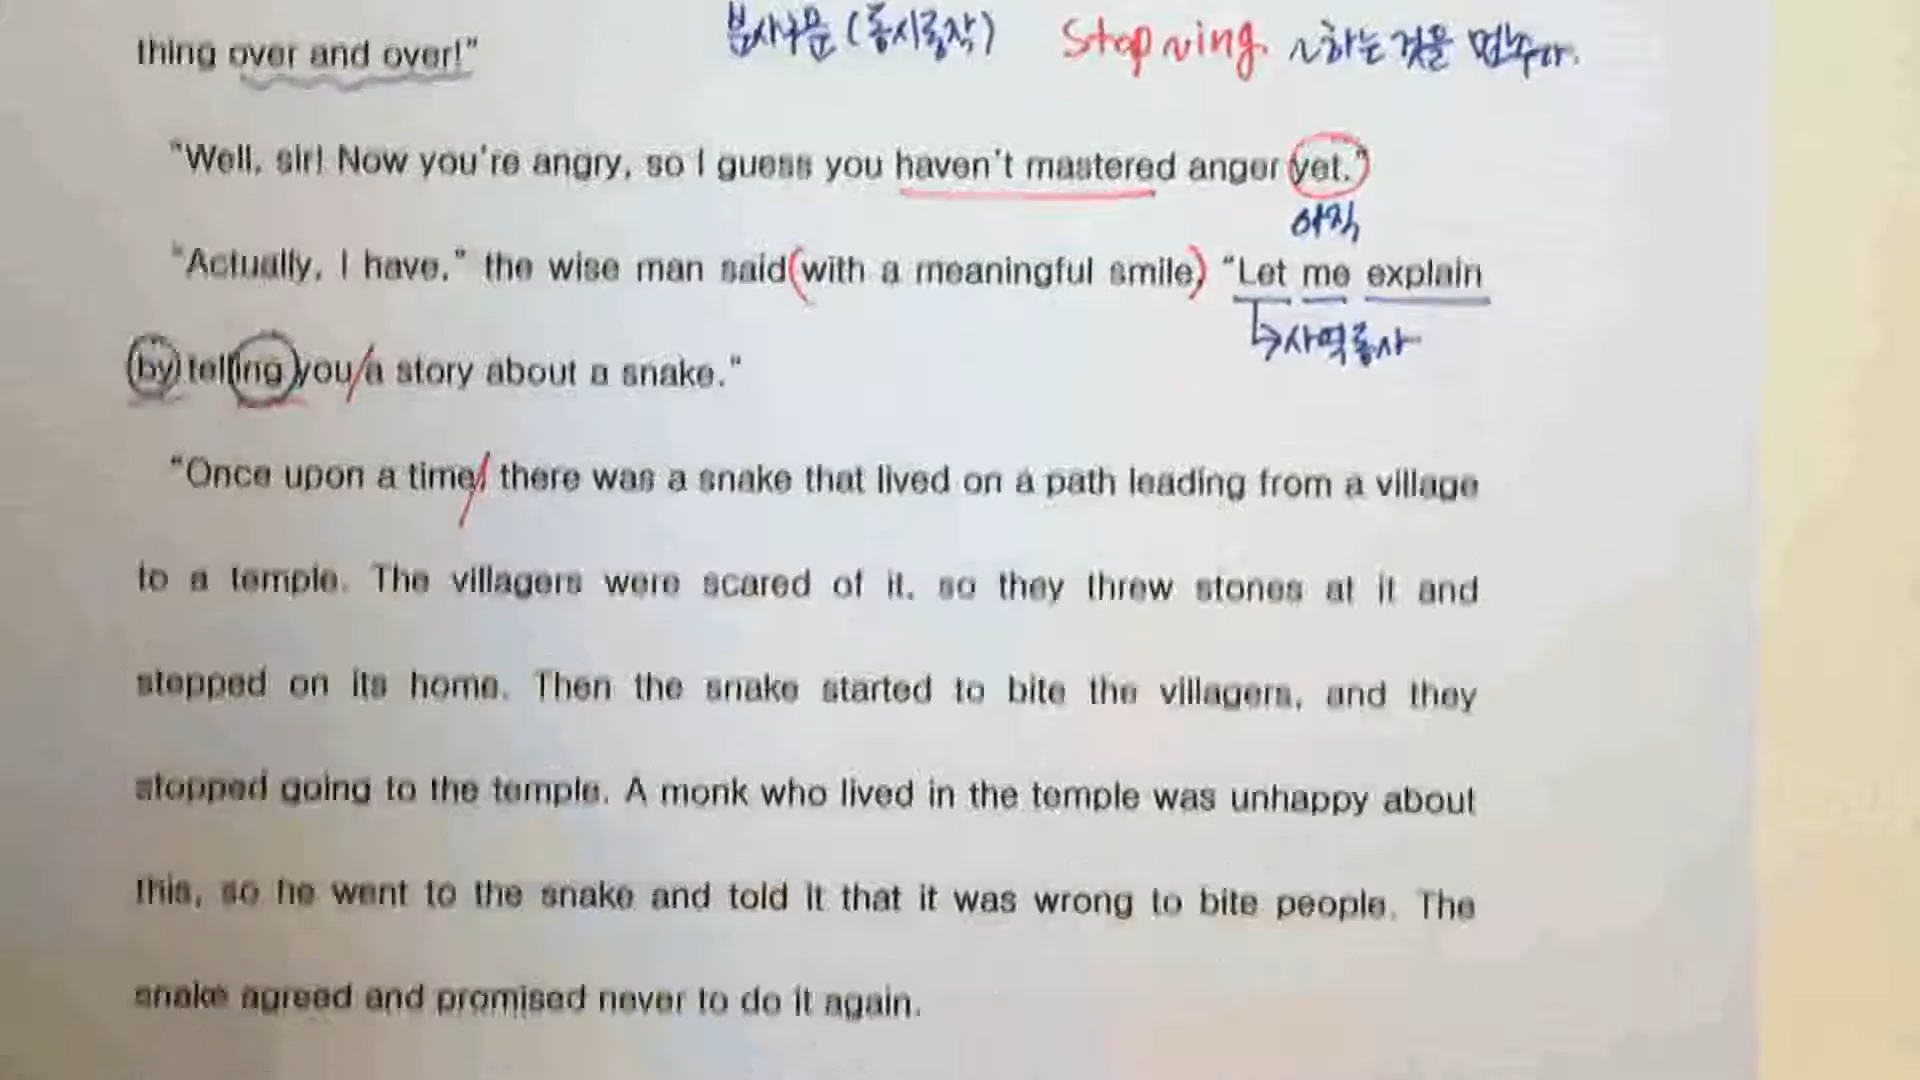 분사구문 (동시동작) Stop ~ing. ~하는 것을 멈추다.
thing over and over!"
"Well, sir! Now you're angry, so I guess you haven't mastered anger yet."
아직
"Actually, I have," the wise man said (with a meaningful smile) "Let me explain
→사역동사
by telling you / a story about a snake."
"Once upon a time / there was a snake that lived on a path leading from a village
to a temple. The villagers were scared of it, so they threw stones at it and
stepped on its home. Then the snake started to bite the villagers, and they
stopped going to the temple. A monk who lived in the temple was unhappy about
this, so he went to the snake and told it that it was wrong to bite people. The
snake agreed and promised never to do it again.